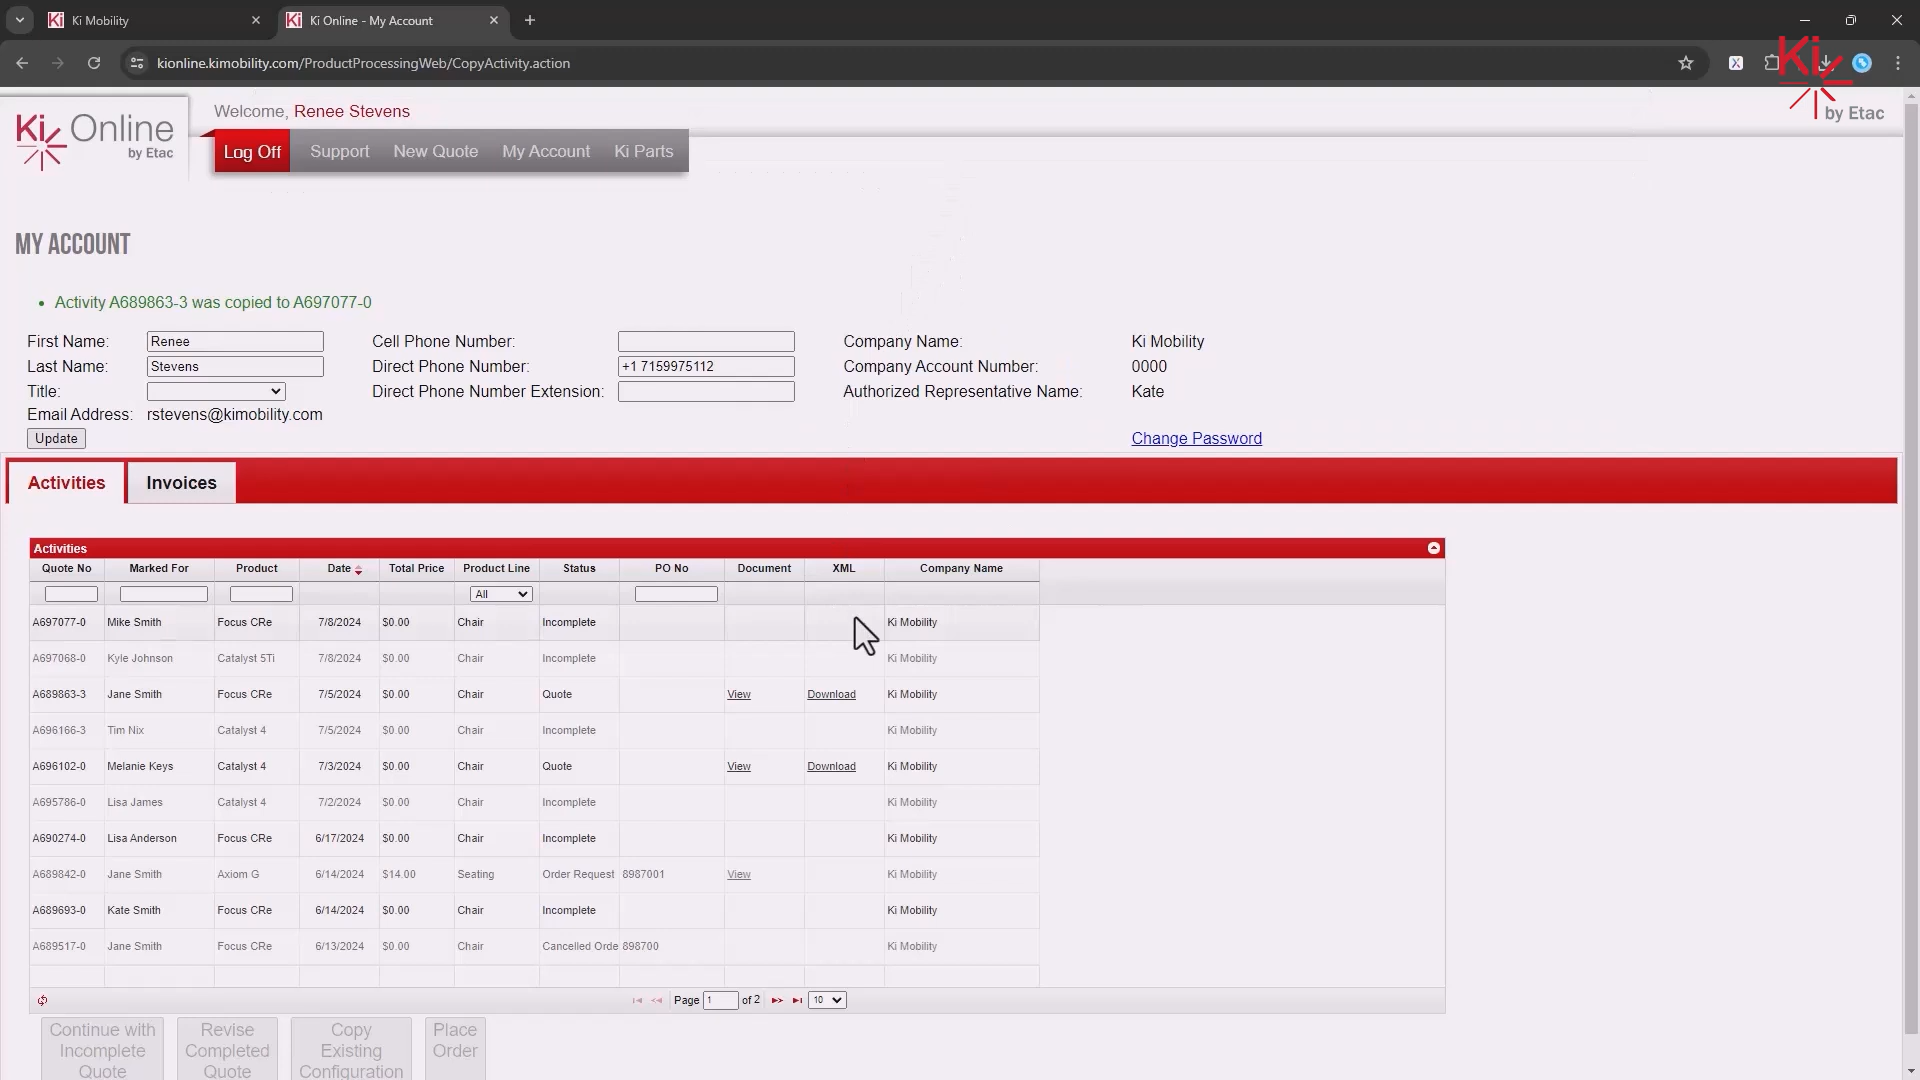 Ki Mobility
Ki Online - My Account
kionline.kimobility.com/ProductProcessingWeb/CopyActivity.action
Ki
by Etac
Ki Online
by Etac
Welcome, Renee Stevens
Log Off Support New Quote My Account Ki Parts
MY ACCOUNT
• Activity A689863-3 was copied to A697077-0
First Name: Renee Cell Phone Number: Company Name: Ki Mobility
Last Name: Stevens Direct Phone Number: +1 7159975112 Company Account Number: 0000
Title: Direct Phone Number Extension: Authorized Representative Name: Kate
Email Address: rstevens@kimobility.com
Update Change Password
Activities Invoices
Activities
Quote No Marked For Product Date Total Price Product Line Status PO No Document XML Company Name
All
A697077-0 Mike Smith Focus CRe 7/8/2024 $0.00 Chair Incomplete Ki Mobility
A697068-0 Kyle Johnson Catalyst 5Ti 7/8/2024 $0.00 Chair Incomplete Ki Mobility
A689863-3 Jane Smith Focus CRe 7/5/2024 $0.00 Chair Quote View Download Ki Mobility
A696166-3 Tim Nix Catalyst 4 7/5/2024 $0.00 Chair Incomplete Ki Mobility
A696102-0 Melanie Keys Catalyst 4 7/3/2024 $0.00 Chair Quote View Download Ki Mobility
A695786-0 Lisa James Catalyst 4 7/2/2024 $0.00 Chair Incomplete Ki Mobility
A690274-0 Lisa Anderson Focus CRe 6/17/2024 $0.00 Chair Incomplete Ki Mobility
A689842-0 Jane Smith Axiom G 6/14/2024 $14.00 Seating Order Request 8987001 View Ki Mobility
A689693-0 Kate Smith Focus CRe 6/14/2024 $0.00 Chair Incomplete Ki Mobility
A689517-0 Jane Smith Focus CRe 6/13/2024 $0.00 Chair Cancelled Orde 898700 Ki Mobility
Page 1 of 2 10
Continue with Incomplete Quote
Revise Completed Quote
Copy Existing Configuration
Place Order